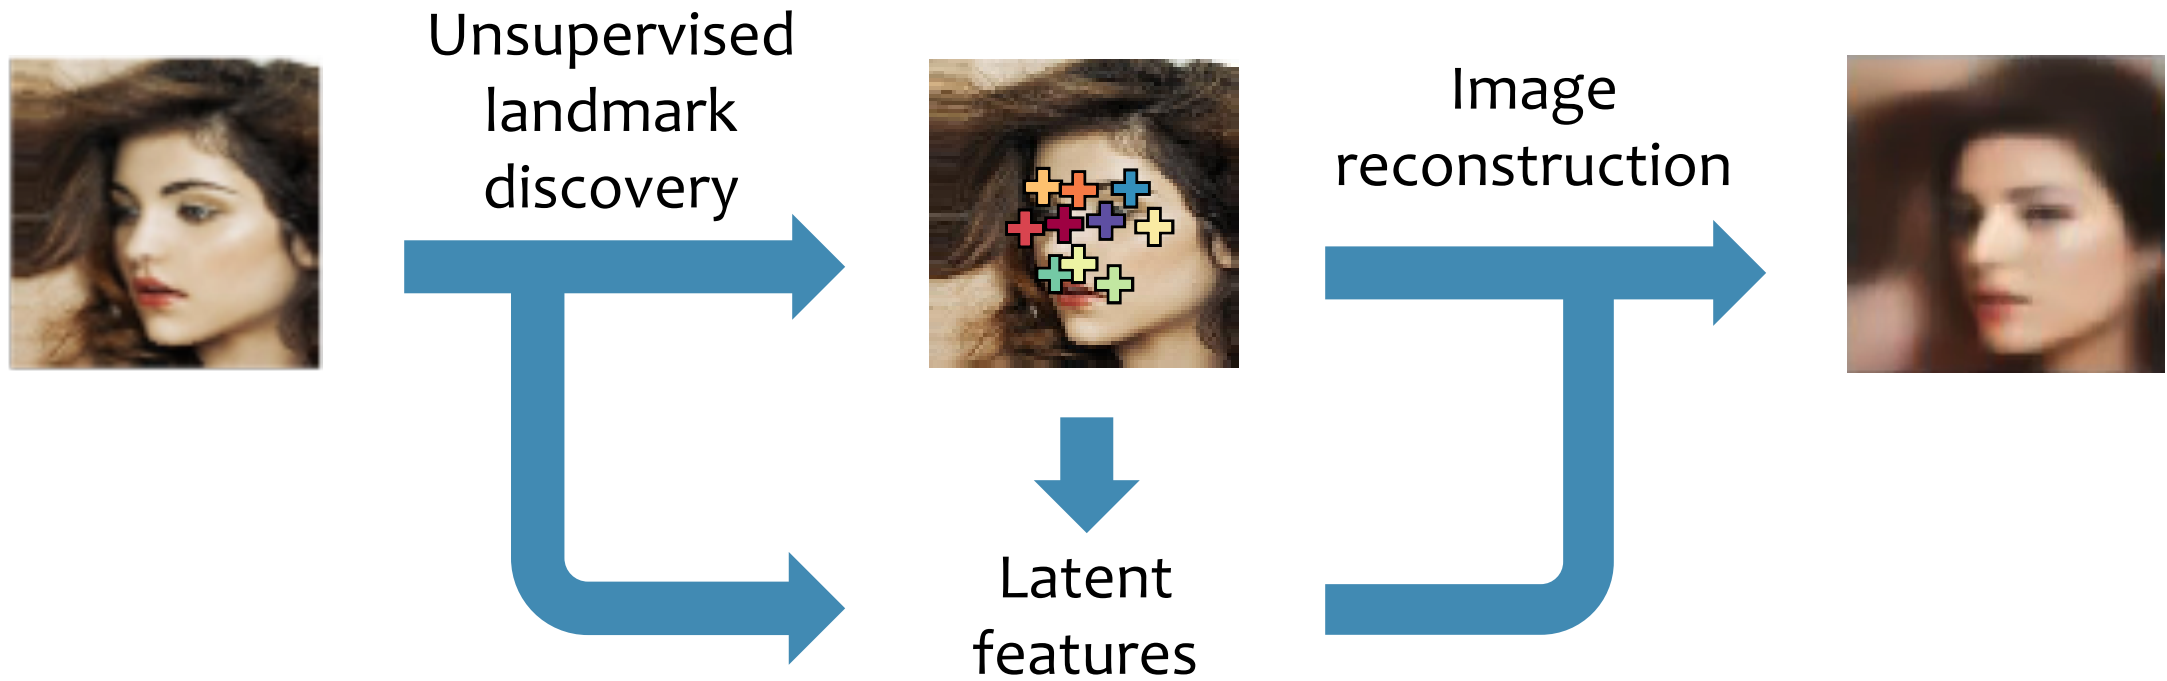 Unsupervised
landmark
discovery
Image
reconstruction
Latent
features